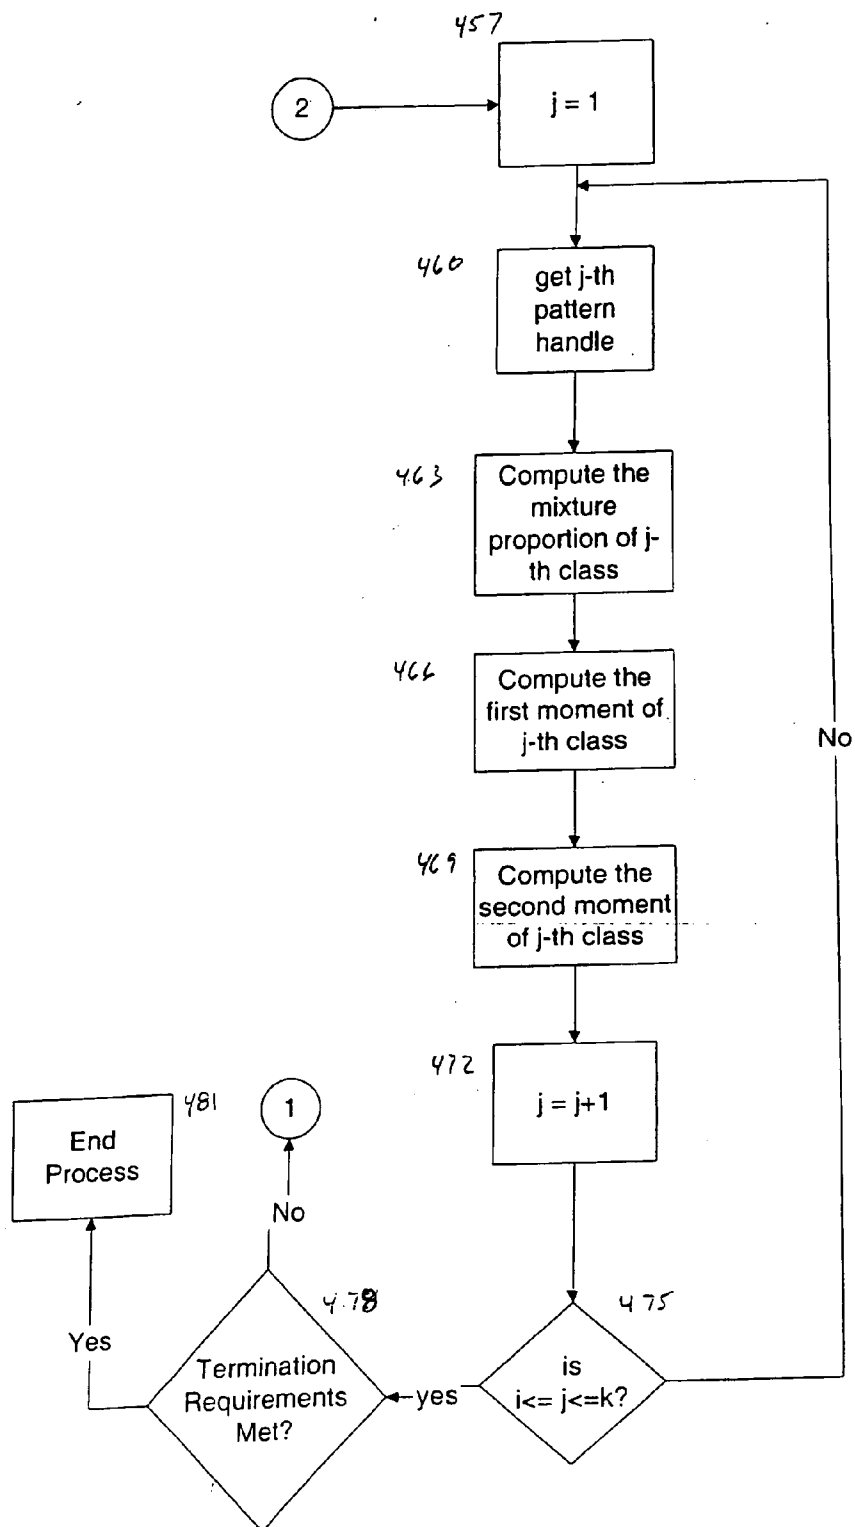 457
2
j = 1
460
get j-th
pattern
handle
463
Compute the
mixture
proportion of j-
th class
466
Compute the
first moment of
j-th class
No
469
Compute the
second moment
of j-th class
472
j = j+1
481
End
Process
1
No
Yes
478
Termination
Requirements
Met?
yes
475
is
i<= j<=k?